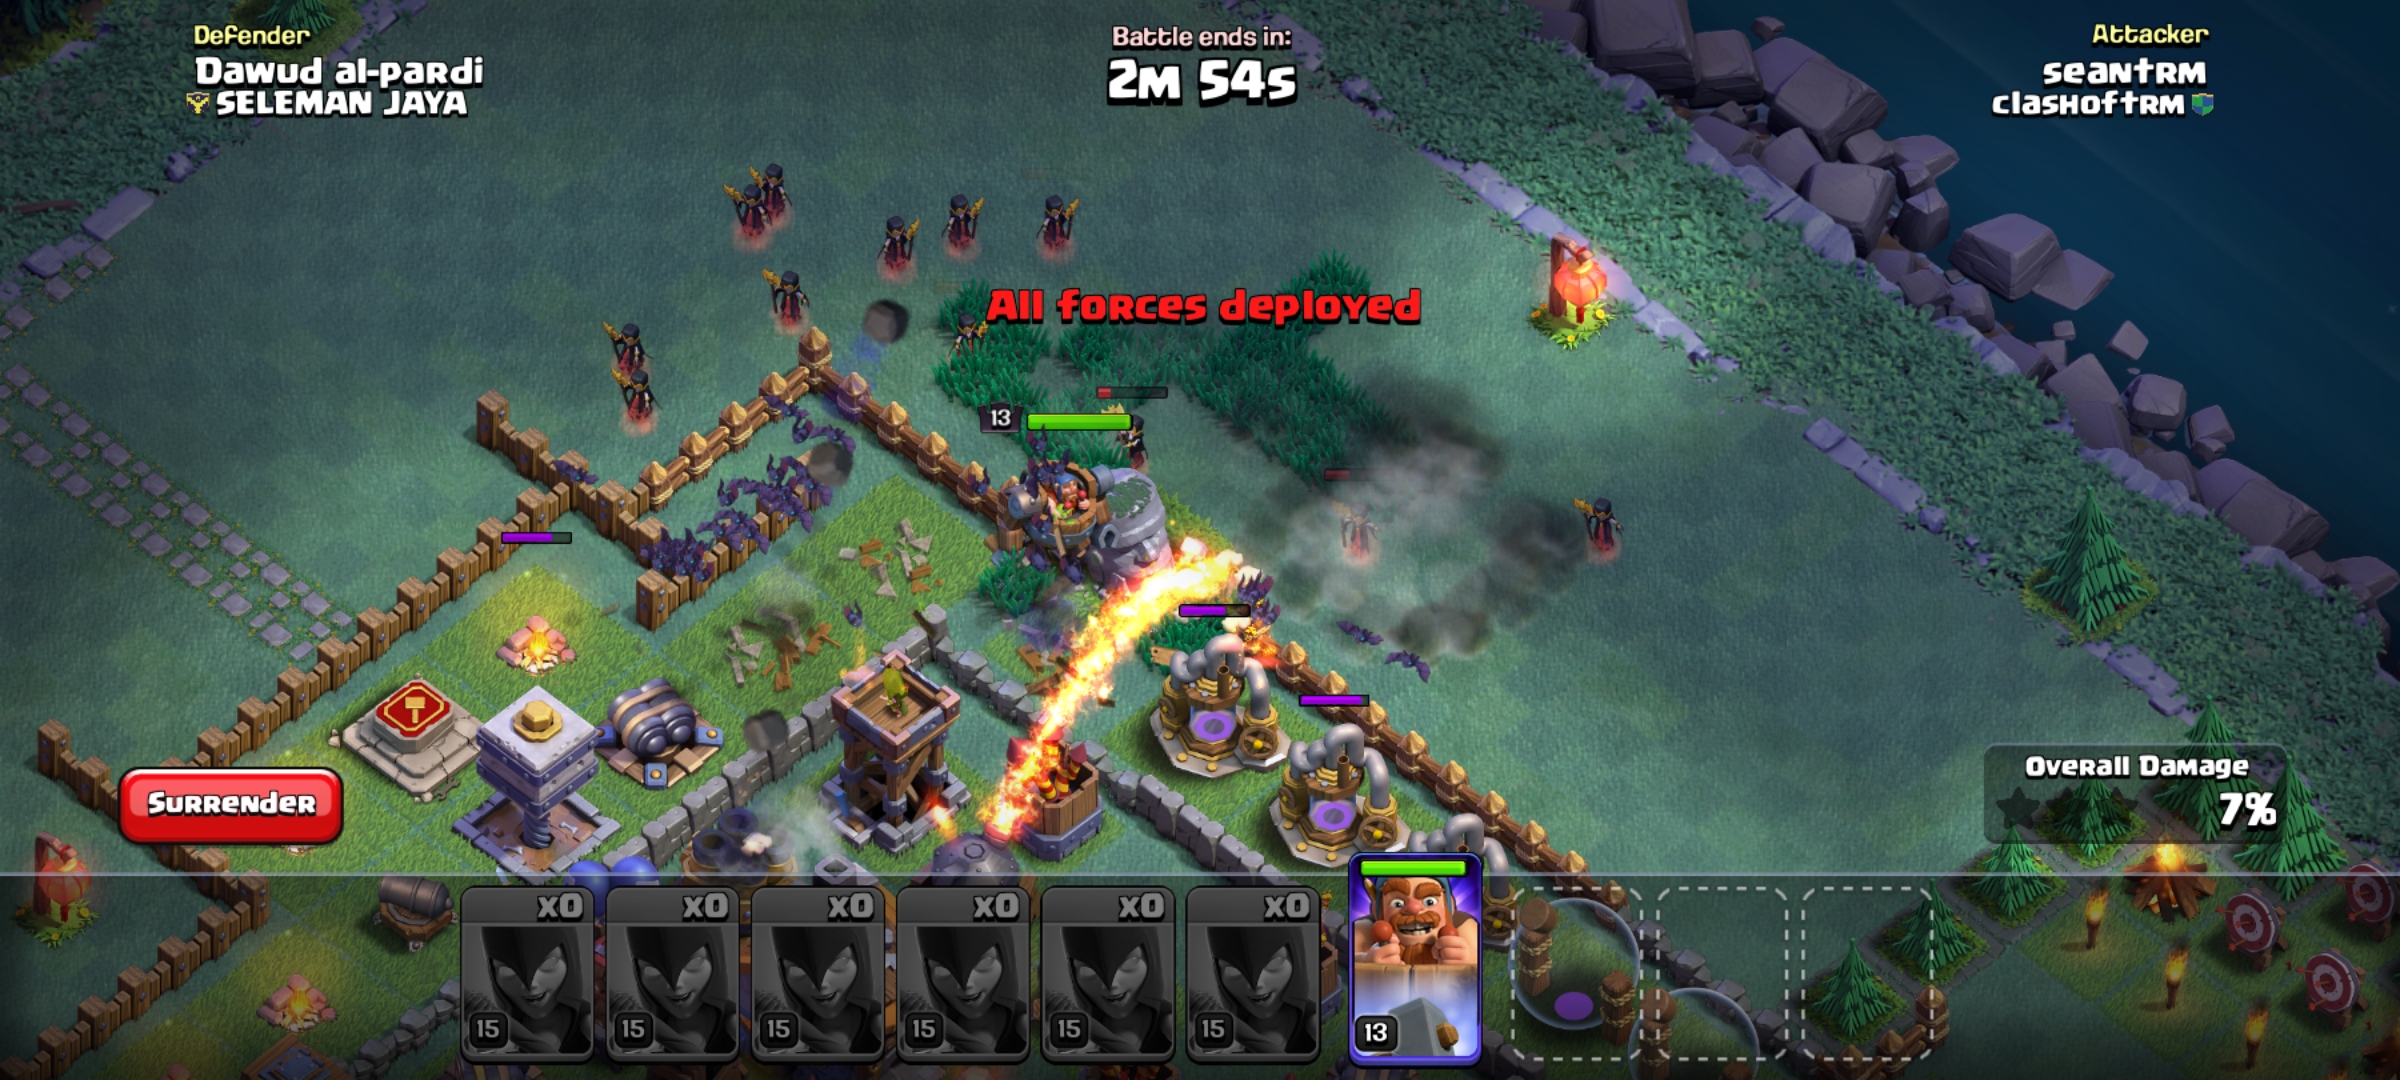 Defender
Dawud al-pardi
SELEMAN JAYA
Battle ends in:
2M 54s
Attacker
seantRM
clashoftRM
All forces deployed
13
Surrender
Overall Damage
7%
x0
x0
x0
x0
x0
x0
15
15
15
15
15
15
13